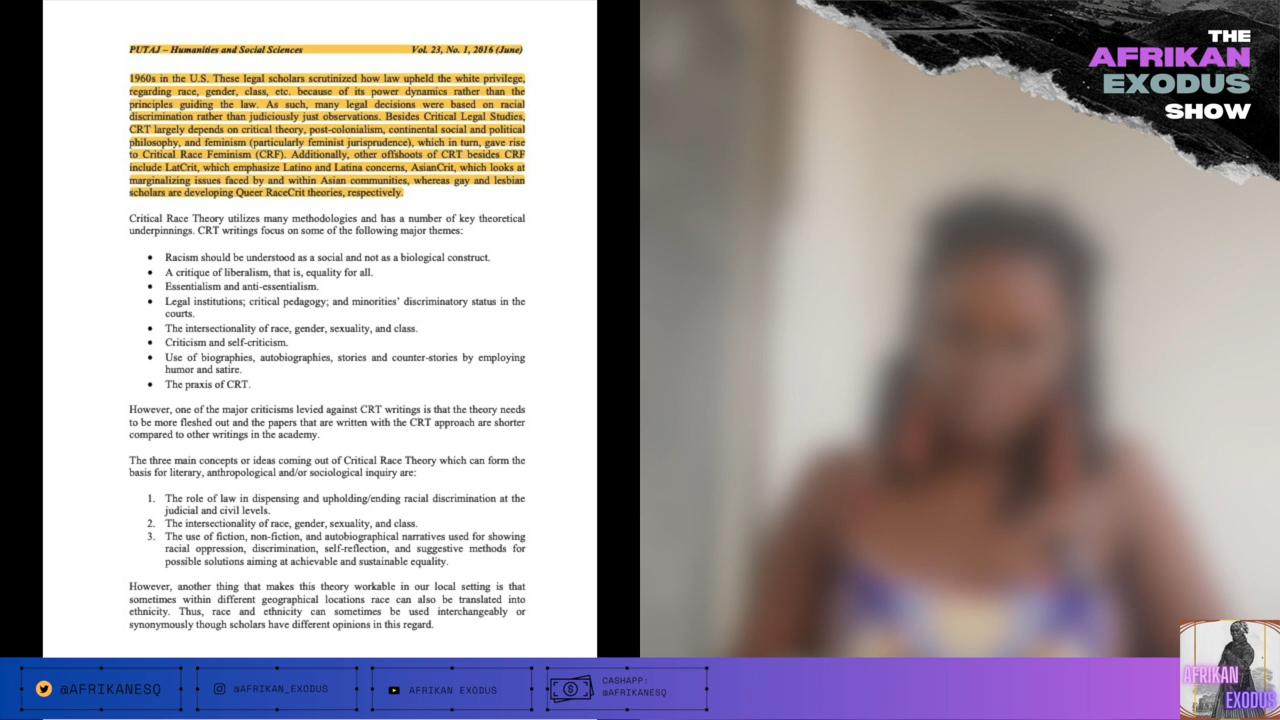 PUTAJ – Humanities and Social Sciences Vol. 23, No. 1, 2016 (June)
1960s in the U.S. These legal scholars scrutinized how law upheld the white privilege,
regarding race, gender, class, etc. because of its power dynamics rather than the
principles guiding the law. As such, many legal decisions were based on racial
discrimination rather than judiciously just observations. Besides Critical Legal Studies,
CRT largely depends on critical theory, post-colonialism, continental social and political
philosophy, and feminism (particularly feminist jurisprudence), which in turn, gave rise
to Critical Race Feminism (CRF). Additionally, other offshoots of CRT besides CRF
include LatCrit, which emphasize Latino and Latina concerns, AsianCrit, which looks at
marginalizing issues faced by and within Asian communities, whereas gay and lesbian
scholars are developing Queer RaceCrit theories, respectively.
Critical Race Theory utilizes many methodologies and has a number of key theoretical
underpinnings. CRT writings focus on some of the following major themes:
• Racism should be understood as a social and not as a biological construct.
• A critique of liberalism, that is, equality for all.
• Essentialism and anti-essentialism.
• Legal institutions; critical pedagogy; and minorities' discriminatory status in the
courts.
• The intersectionality of race, gender, sexuality, and class.
• Criticism and self-criticism.
• Use of biographies, autobiographies, stories and counter-stories by employing
humor and satire.
• The praxis of CRT.
However, one of the major criticisms levied against CRT writings is that the theory needs
to be more fleshed out and the papers that are written with the CRT approach are shorter
compared to other writings in the academy.
The three main concepts or ideas coming out of Critical Race Theory which can form the
basis for literary, anthropological and/or sociological inquiry are:
1. The role of law in dispensing and upholding/ending racial discrimination at the
judicial and civil levels.
2. The intersectionality of race, gender, sexuality, and class.
3. The use of fiction, non-fiction, and autobiographical narratives used for showing
racial oppression, discrimination, self-reflection, and suggestive methods for
possible solutions aiming at achievable and sustainable equality.
However, another thing that makes this theory workable in our local setting is that
sometimes within different geographical locations race can also be translated into
ethnicity. Thus, race and ethnicity can sometimes be used interchangeably or
synonymously though scholars have different opinions in this regard.
THE
AFRIKAN
EXODUS
SHOW
@AFRIKANESQ
@AFRIKAN_EXODUS
AFRIKAN EXODUS
CASHAPP:
@AFRIKANESQ
AFRIKAN
EXODUS